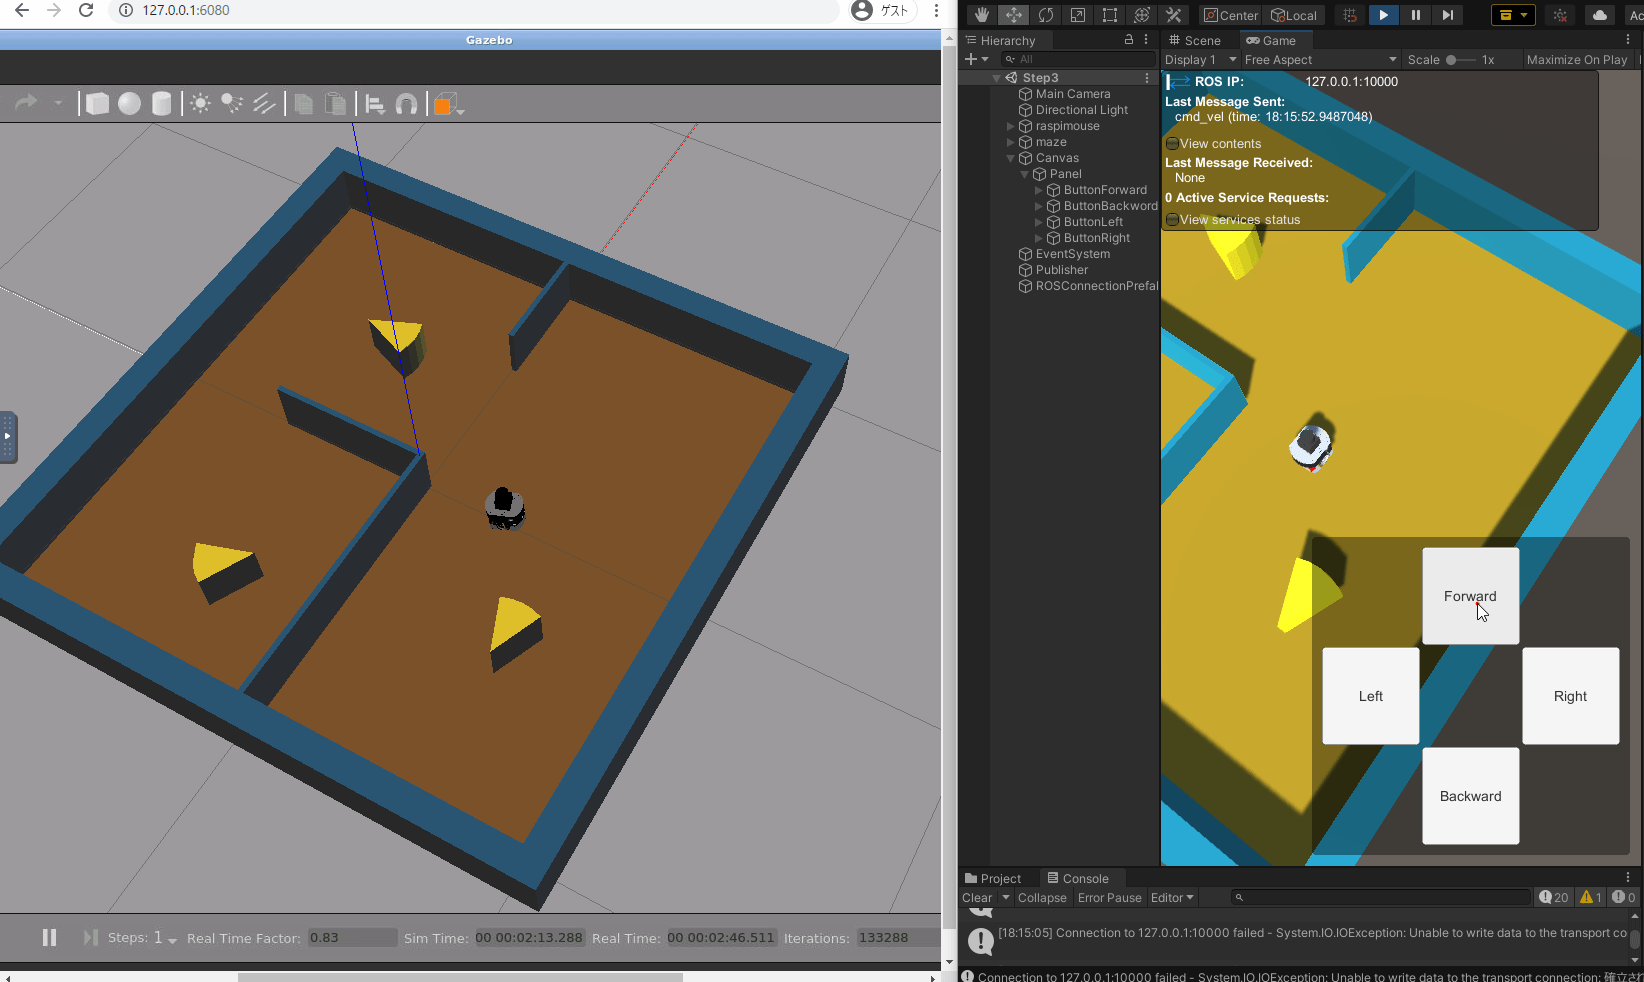 127.0.0.1:6080
ゲスト
Gazebo
Steps: 1
Real Time Factor: 0.83
Sim Time: 00 00:02:13.288
Real Time: 00 00:02:46.511
Iterations: 133288
Center
Local
Hierarchy
All
Step3
Main Camera
Directional Light
raspimouse
maze
Canvas
Panel
ButtonForward
ButtonBackword
ButtonLeft
ButtonRight
EventSystem
Publisher
ROSConnectionPrefal
Scene
Game
Display 1
Free Aspect
Scale 1x
Maximize On Play
ROS IP: 127.0.0.1:10000
Last Message Sent:
cmd_vel (time: 18:15:52.9487048)
View contents
Last Message Received:
None
0 Active Service Requests:
View services status
Forward
Left
Right
Backward
Project
Console
Clear
Collapse
Error Pause
Editor
20
1
0
[18:15:05] Connection to 127.0.0.1:10000 failed - System.IO.IOException: Unable to write data to the transport co
Connection to 127.0.0.1:10000 failed - System.IO.IOException: Unable to write data to the transport connection: 確立され